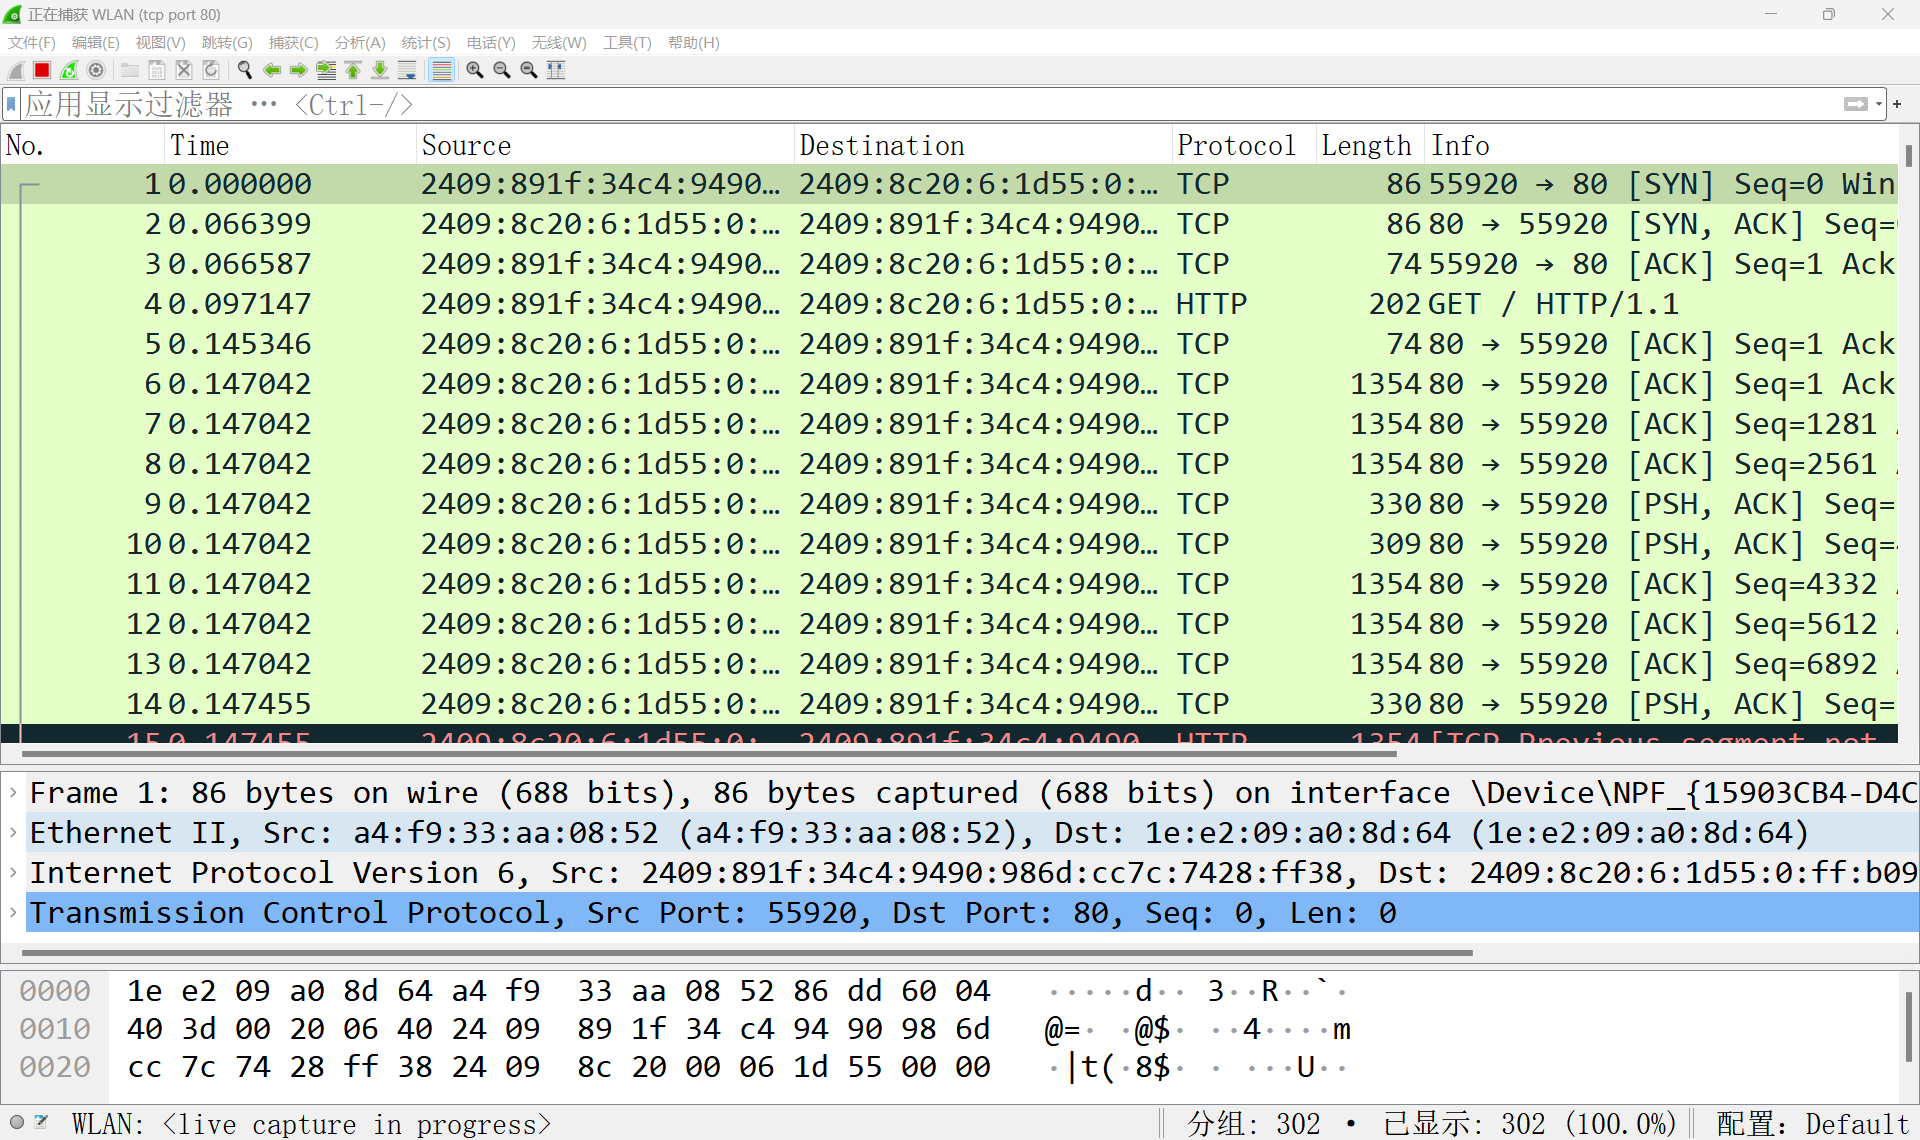 正在捕获 WLAN (tcp port 80)
文件(F) 编辑(E) 视图(V) 跳转(G) 捕获(C) 分析(A) 统计(S) 电话(Y) 无线(W) 工具(T) 帮助(H)
应用显示过滤器 … <Ctrl-/>
No. Time Source Destination Protocol Length Info
1 0.000000 2409:891f:34c4:9490… 2409:8c20:6:1d55:0:… TCP 86 55920 → 80 [SYN] Seq=0 Win
2 0.066399 2409:8c20:6:1d55:0:… 2409:891f:34c4:9490… TCP 86 80 → 55920 [SYN, ACK] Seq=
3 0.066587 2409:891f:34c4:9490… 2409:8c20:6:1d55:0:… TCP 74 55920 → 80 [ACK] Seq=1 Ack
4 0.097147 2409:891f:34c4:9490… 2409:8c20:6:1d55:0:… HTTP 202 GET / HTTP/1.1
5 0.145346 2409:8c20:6:1d55:0:… 2409:891f:34c4:9490… TCP 74 80 → 55920 [ACK] Seq=1 Ack
6 0.147042 2409:8c20:6:1d55:0:… 2409:891f:34c4:9490… TCP 1354 80 → 55920 [ACK] Seq=1 Ack
7 0.147042 2409:8c20:6:1d55:0:… 2409:891f:34c4:9490… TCP 1354 80 → 55920 [ACK] Seq=1281
8 0.147042 2409:8c20:6:1d55:0:… 2409:891f:34c4:9490… TCP 1354 80 → 55920 [ACK] Seq=2561
9 0.147042 2409:8c20:6:1d55:0:… 2409:891f:34c4:9490… TCP 330 80 → 55920 [PSH, ACK] Seq=
10 0.147042 2409:8c20:6:1d55:0:… 2409:891f:34c4:9490… TCP 309 80 → 55920 [PSH, ACK] Seq=
11 0.147042 2409:8c20:6:1d55:0:… 2409:891f:34c4:9490… TCP 1354 80 → 55920 [ACK] Seq=4332
12 0.147042 2409:8c20:6:1d55:0:… 2409:891f:34c4:9490… TCP 1354 80 → 55920 [ACK] Seq=5612
13 0.147042 2409:8c20:6:1d55:0:… 2409:891f:34c4:9490… TCP 1354 80 → 55920 [ACK] Seq=6892
14 0.147455 2409:8c20:6:1d55:0:… 2409:891f:34c4:9490… TCP 330 80 → 55920 [PSH, ACK] Seq=
15 0.147455 2409:8c20:6:1d55:0: 2409:891f:34c4:9490 HTTP 1354 [TCP Previous segment not
Frame 1: 86 bytes on wire (688 bits), 86 bytes captured (688 bits) on interface \Device\NPF_{15903CB4-D4C
Ethernet II, Src: a4:f9:33:aa:08:52 (a4:f9:33:aa:08:52), Dst: 1e:e2:09:a0:8d:64 (1e:e2:09:a0:8d:64)
Internet Protocol Version 6, Src: 2409:891f:34c4:9490:986d:cc7c:7428:ff38, Dst: 2409:8c20:6:1d55:0:ff:b09
Transmission Control Protocol, Src Port: 55920, Dst Port: 80, Seq: 0, Len: 0
0000 1e e2 09 a0 8d 64 a4 f9 33 aa 08 52 86 dd 60 04 ·····d·· 3··R··`·
0010 40 3d 00 20 06 40 24 09 89 1f 34 c4 94 90 98 6d @=· ·@$· ··4····m
0020 cc 7c 74 28 ff 38 24 09 8c 20 00 06 1d 55 00 00 ·|t(·8$· · ···U··
WLAN: <live capture in progress> 分组: 302 · 已显示: 302 (100.0%) 配置: Default